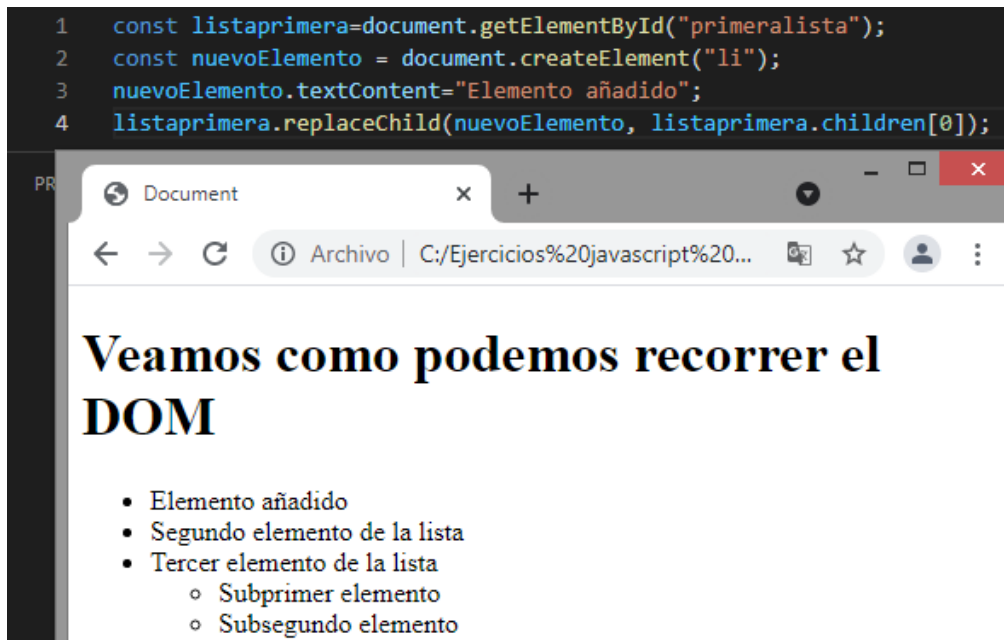 1 const listaprimera=document.getElementById("primeralista");
2 const nuevoElemento = document.createElement("li");
3 nuevoElemento.textContent="Elemento añadido";
4 listaprimera.replaceChild(nuevoElemento, listaprimera.children[0]);
PR
Document
Archivo | C:/Ejercicios%20javascript%20...
Veamos como podemos recorrer el
DOM
• Elemento añadido
• Segundo elemento de la lista
• Tercer elemento de la lista
◦ Subprimer elemento
◦ Subsegundo elemento